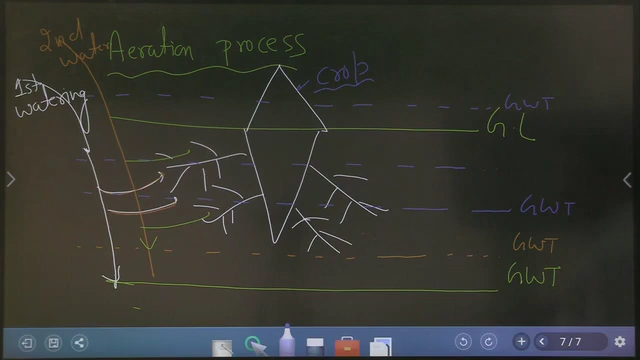 2nd
water
Aeration process
1st
watering
crop
GWT
G.L
GWT
GWT
GWT
7/7